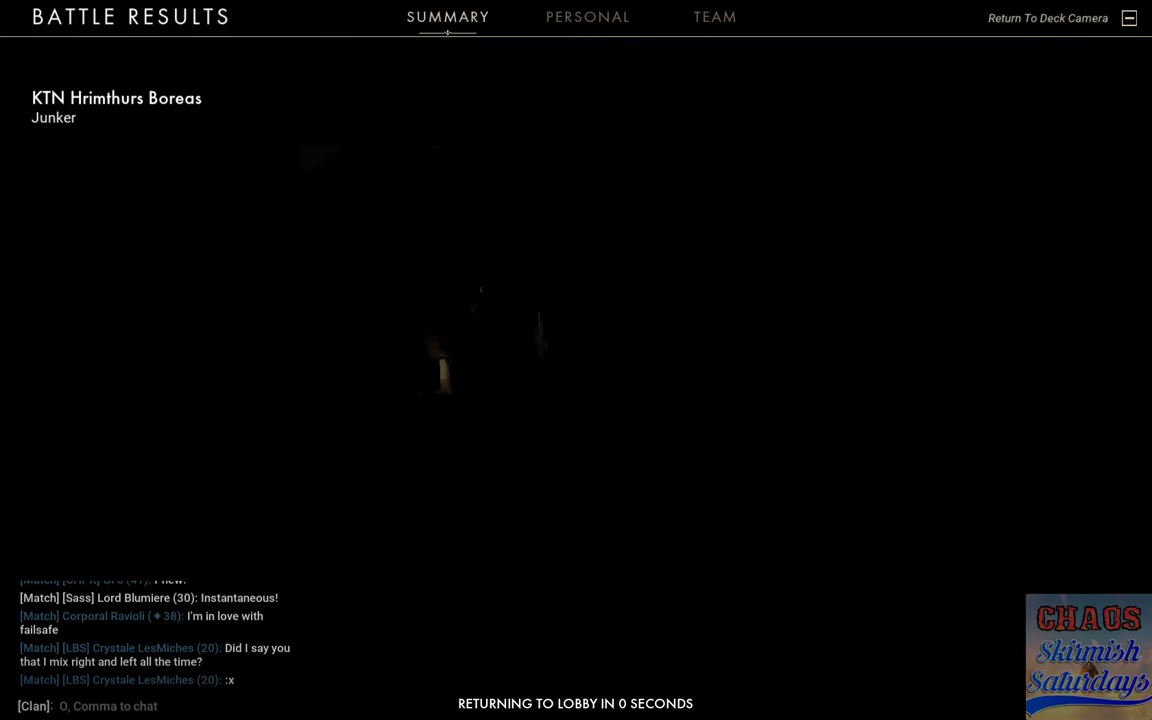 BATTLE RESULTS
SUMMARY
PERSONAL
TEAM
Return To Deck Camera
KTN Hrimthurs Boreas
Junker
[Match] [Sass] Lord Blumiere (30): Instantaneous!
[Match] Corporal Ravioli (✦38): I'm in love with
failsafe
[Match] [LBS] Crystale LesMiches (20): Did I say you
that I mix right and left all the time?
[Match] [LBS] Crystale LesMiches (20): :x
[Clan]: O, Comma to chat
RETURNING TO LOBBY IN 0 SECONDS
CHAOS
Skirmish
Saturdays